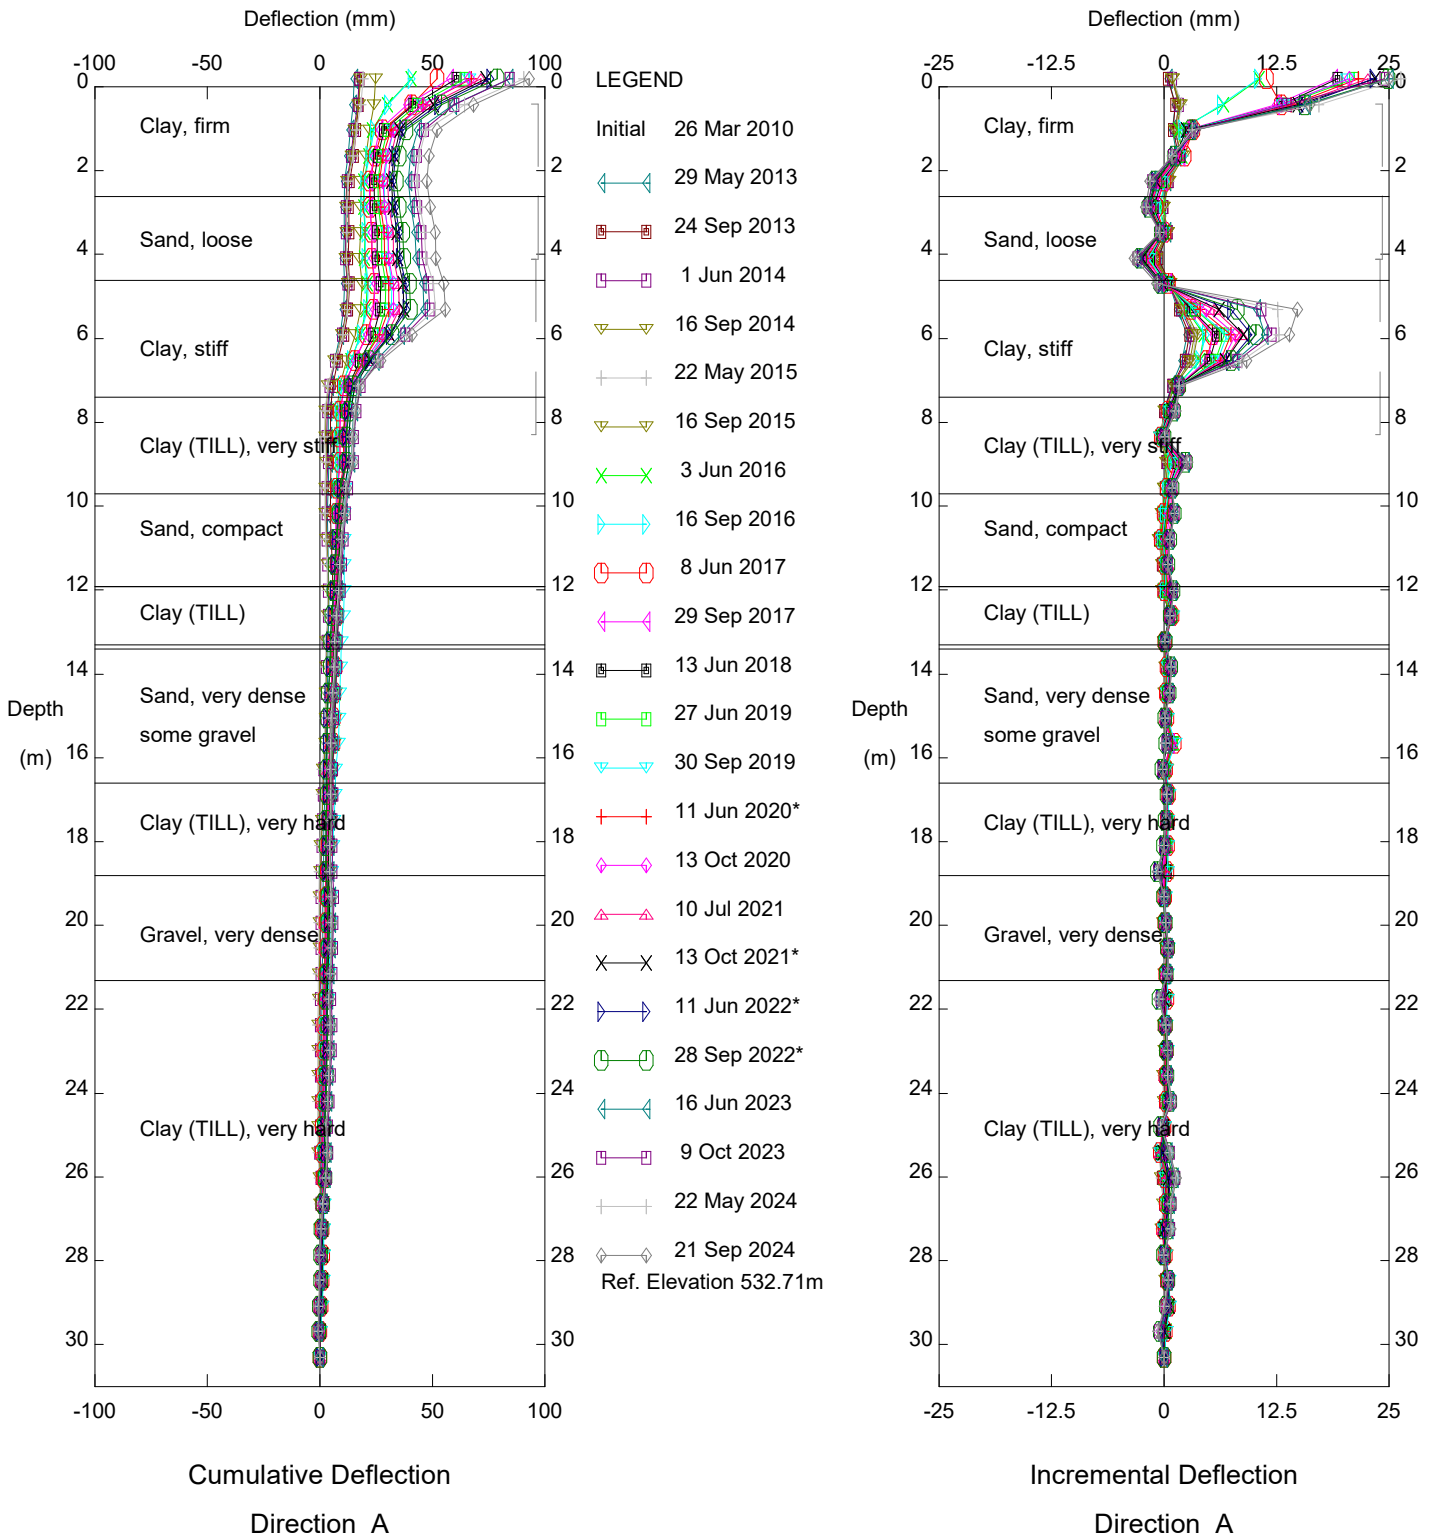 Deflection (mm)
-100 -50 0 50 100
0 0
Clay, firm
2 2
Sand, loose
4 4
Clay, stiff
6 6
8 8
Clay (TILL), very stiff
10 10
Sand, compact
12 12
Clay (TILL)
14 14
Sand, very dense
Depth
some gravel
(m)
16 16
Clay (TILL), very hard
18 18
20 20
Gravel, very dense
22 22
24 24
Clay (TILL), very hard
26 26
28 28
30 30
-100 -50 0 50 100
Cumulative Deflection
Direction A
LEGEND
Initial 26 Mar 2010
29 May 2013
24 Sep 2013
1 Jun 2014
16 Sep 2014
22 May 2015
16 Sep 2015
3 Jun 2016
16 Sep 2016
8 Jun 2017
29 Sep 2017
13 Jun 2018
27 Jun 2019
30 Sep 2019
11 Jun 2020*
13 Oct 2020
10 Jul 2021
13 Oct 2021*
11 Jun 2022*
28 Sep 2022*
16 Jun 2023
9 Oct 2023
22 May 2024
21 Sep 2024
Ref. Elevation 532.71m
Deflection (mm)
-25 -12.5 0 12.5 25
0 0
Clay, firm
2 2
Sand, loose
4 4
Clay, stiff
6 6
8 8
Clay (TILL), very stiff
10 10
Sand, compact
12 12
Clay (TILL)
14 14
Sand, very dense
Depth
some gravel
(m)
16 16
Clay (TILL), very hard
18 18
20 20
Gravel, very dense
22 22
24 24
Clay (TILL), very hard
26 26
28 28
30 30
-25 -12.5 0 12.5 25
Incremental Deflection
Direction A